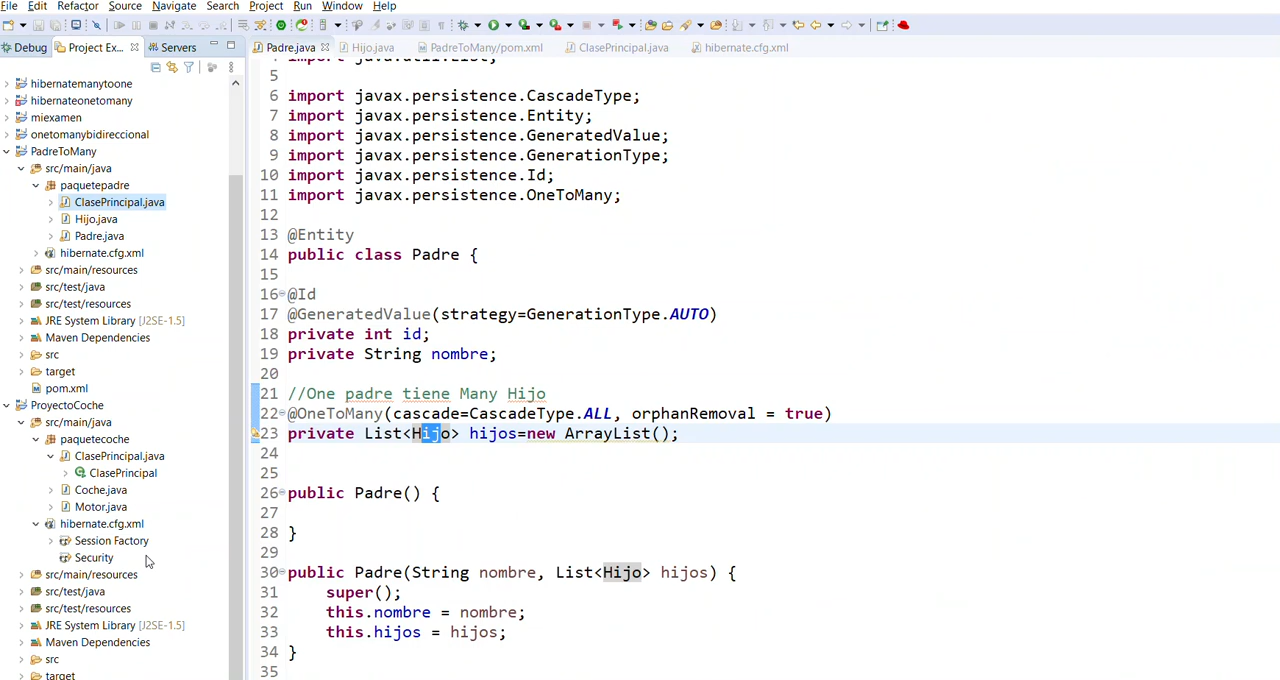 File Edit Refactor Source Navigate Search Project Run Window Help
Debug Project Ex... Servers
Padre.java Hijo.java PadreToMany/pom.xml ClasePrincipal.java hibernate.cfg.xml
hibernatemanytoone
hibernateonetomany
miexamen
onetomanybidireccional
PadreToMany
src/main/java
paquetepadre
ClasePrincipal.java
Hijo.java
Padre.java
hibernate.cfg.xml
src/main/resources
src/test/java
src/test/resources
JRE System Library [J2SE-1.5]
Maven Dependencies
src
target
pom.xml
ProyectoCoche
src/main/java
paquetecoche
ClasePrincipal.java
ClasePrincipal
Coche.java
Motor.java
hibernate.cfg.xml
Session Factory
Security
src/main/resources
src/test/java
src/test/resources
JRE System Library [J2SE-1.5]
Maven Dependencies
src
target
4 import java.util.List;
5
6 import javax.persistence.CascadeType;
7 import javax.persistence.Entity;
8 import javax.persistence.GeneratedValue;
9 import javax.persistence.GenerationType;
10 import javax.persistence.Id;
11 import javax.persistence.OneToMany;
12
13 @Entity
14 public class Padre {
15
16 @Id
17 @GeneratedValue(strategy=GenerationType.AUTO)
18 private int id;
19 private String nombre;
20
21 //One padre tiene Many Hijo
22 @OneToMany(cascade=CascadeType.ALL, orphanRemoval = true)
23 private List<Hijo> hijos=new ArrayList();
24
25
26 public Padre() {
27
28 }
29
30 public Padre(String nombre, List<Hijo> hijos) {
31 super();
32 this.nombre = nombre;
33 this.hijos = hijos;
34 }
35